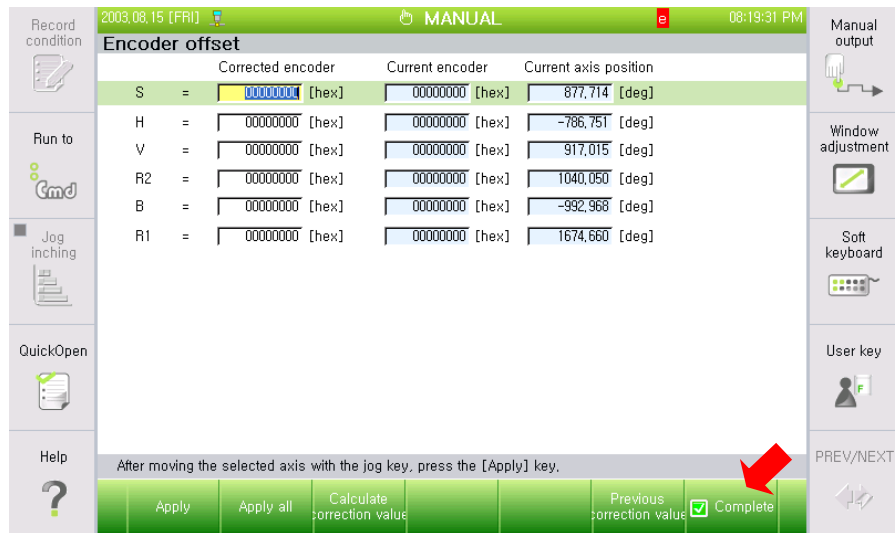 Record
condition
Run to
Cmd
Jog
inching
QuickOpen
Help
?
2003,08,15 [FRI]
MANUAL
e
08:19:31 PM
Encoder offset
Corrected encoder Current encoder Current axis position
S = 00000000 [hex] 00000000 [hex] 877,714 [deg]
H = 00000000 [hex] 00000000 [hex] -786,751 [deg]
V = 00000000 [hex] 00000000 [hex] 917,015 [deg]
R2 = 00000000 [hex] 00000000 [hex] 1040,050 [deg]
B = 00000000 [hex] 00000000 [hex] -992,968 [deg]
R1 = 00000000 [hex] 00000000 [hex] 1674,660 [deg]
After moving the selected axis with the jog key, press the [Apply] key,
Apply
Apply all
Calculate
correction value
Previous
correction value
Complete
Manual
output
Window
adjustment
Soft
keyboard
User key
F
PREV/NEXT